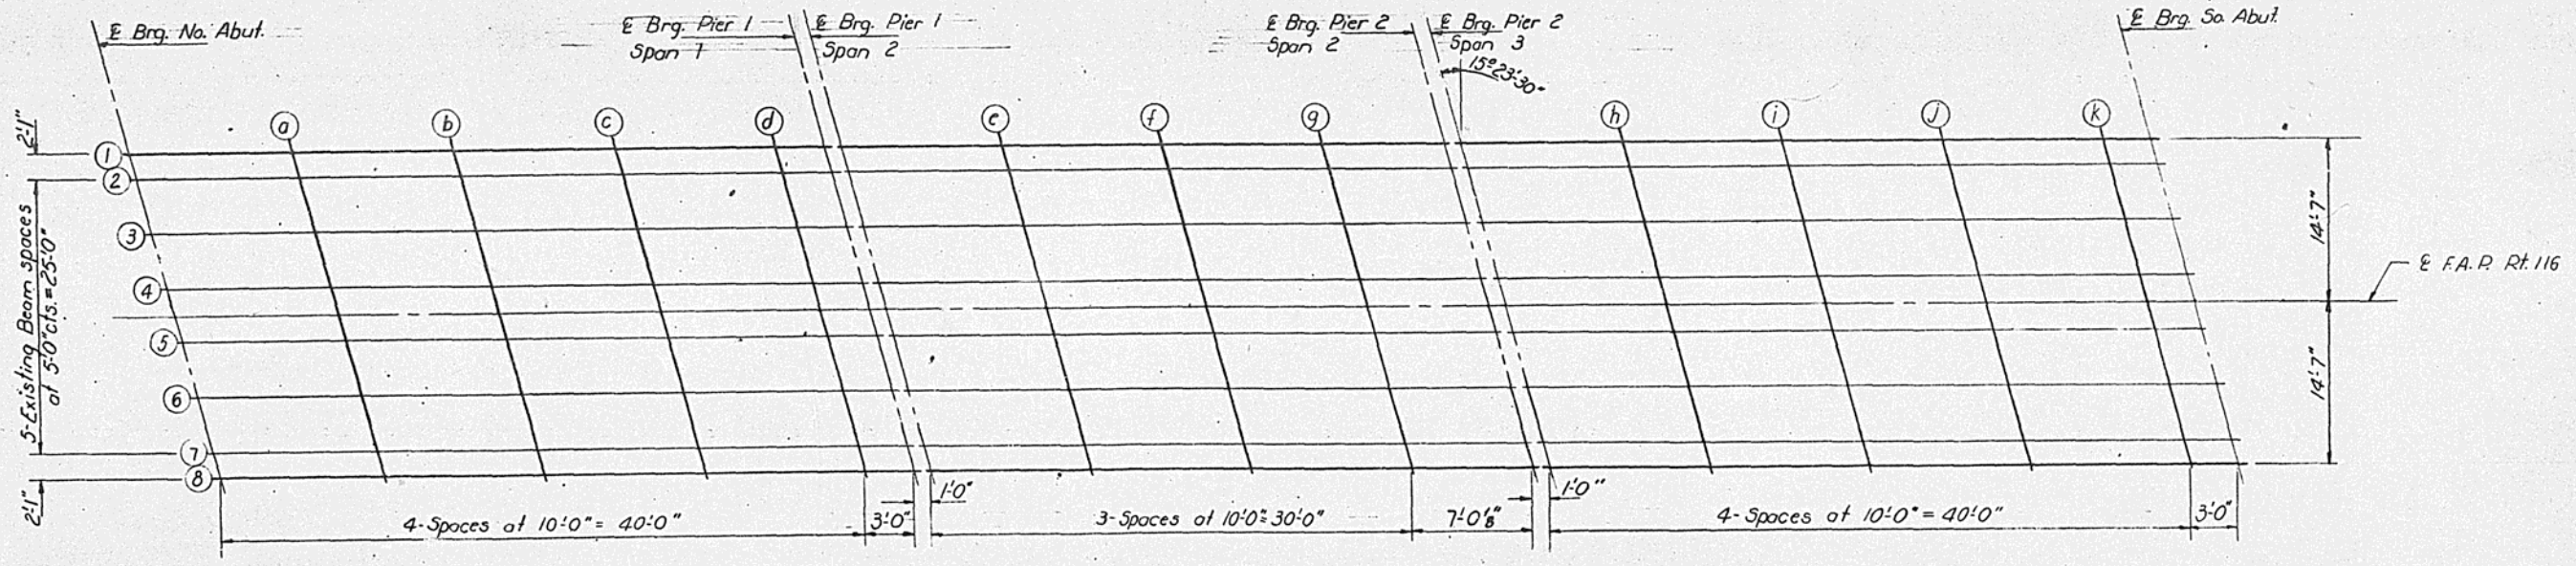 ℄ Brg. No. Abut.
℄ Brg. Pier 1
Span 1
℄ Brg. Pier 1
Span 2
℄ Brg. Pier 2
Span 2
℄ Brg. Pier 2
Span 3
15°-23'-30"
℄ Brg. So. Abut.
a
b
c
d
e
f
g
h
i
j
k
2'-1"
1
2
3
4
5
6
7
8
5-Existing Beam spaces
at 5'-0" cts. = 25'-0"
2'-1"
14'-7"
14'-7"
℄ F.A.P. Rt. 116
4-Spaces at 10'-0" = 40'-0"
3'-0"
1'-0"
3-Spaces at 10'-0" = 30'-0"
7'-0⅛"
1'-0"
4-Spaces at 10'-0" = 40'-0"
3'-0"